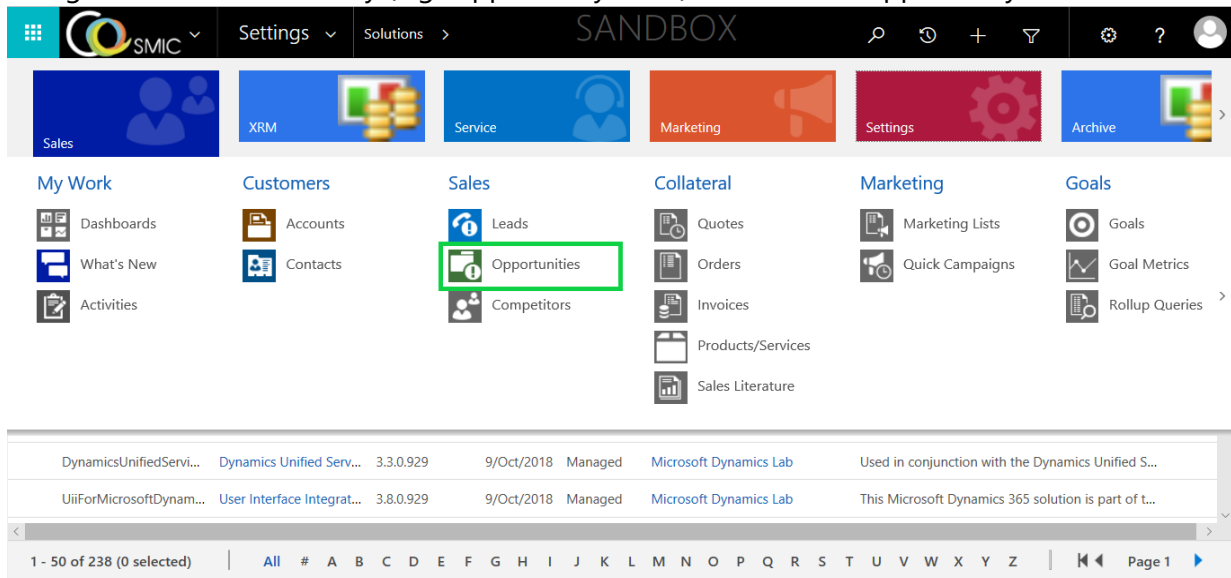 COSMIC
Settings
Solutions >
SANDBOX
?
Sales
XRM
Service
Marketing
Settings
Archive
My Work
Customers
Sales
Collateral
Marketing
Goals
Dashboards
Accounts
Leads
Quotes
Marketing Lists
Goals
What's New
Contacts
Opportunities
Orders
Quick Campaigns
Goal Metrics
Activities
Competitors
Invoices
Rollup Queries
Products/Services
Sales Literature
DynamicsUnifiedServi... Dynamics Unified Serv... 3.3.0.929 9/Oct/2018 Managed Microsoft Dynamics Lab Used in conjunction with the Dynamics Unified S...
UiiForMicrosoftDynam... User Interface Integrat... 3.8.0.929 9/Oct/2018 Managed Microsoft Dynamics Lab This Microsoft Dynamics 365 solution is part of t...
1 - 50 of 238 (0 selected) All # A B C D E F G H I J K L M N O P Q R S T U V W X Y Z Page 1